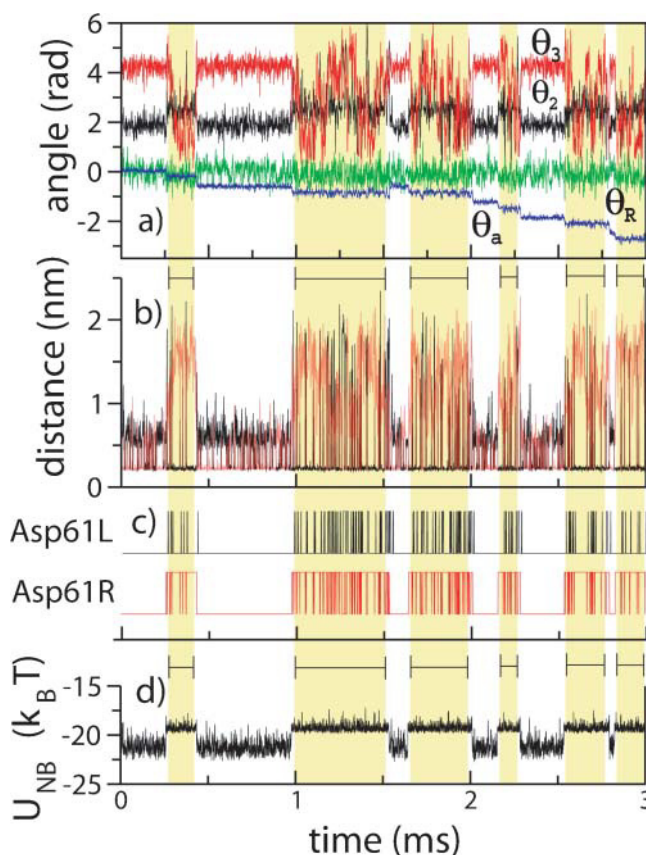 6
4
2
0
-2
angle (rad)
θ3
θ2
θR
θa
a)
2
1
0
distance (nm)
b)
c)
Asp61L
Asp61R
d)
-15
-20
-25
UNB (kBT)
0 1 2 3
time (ms)